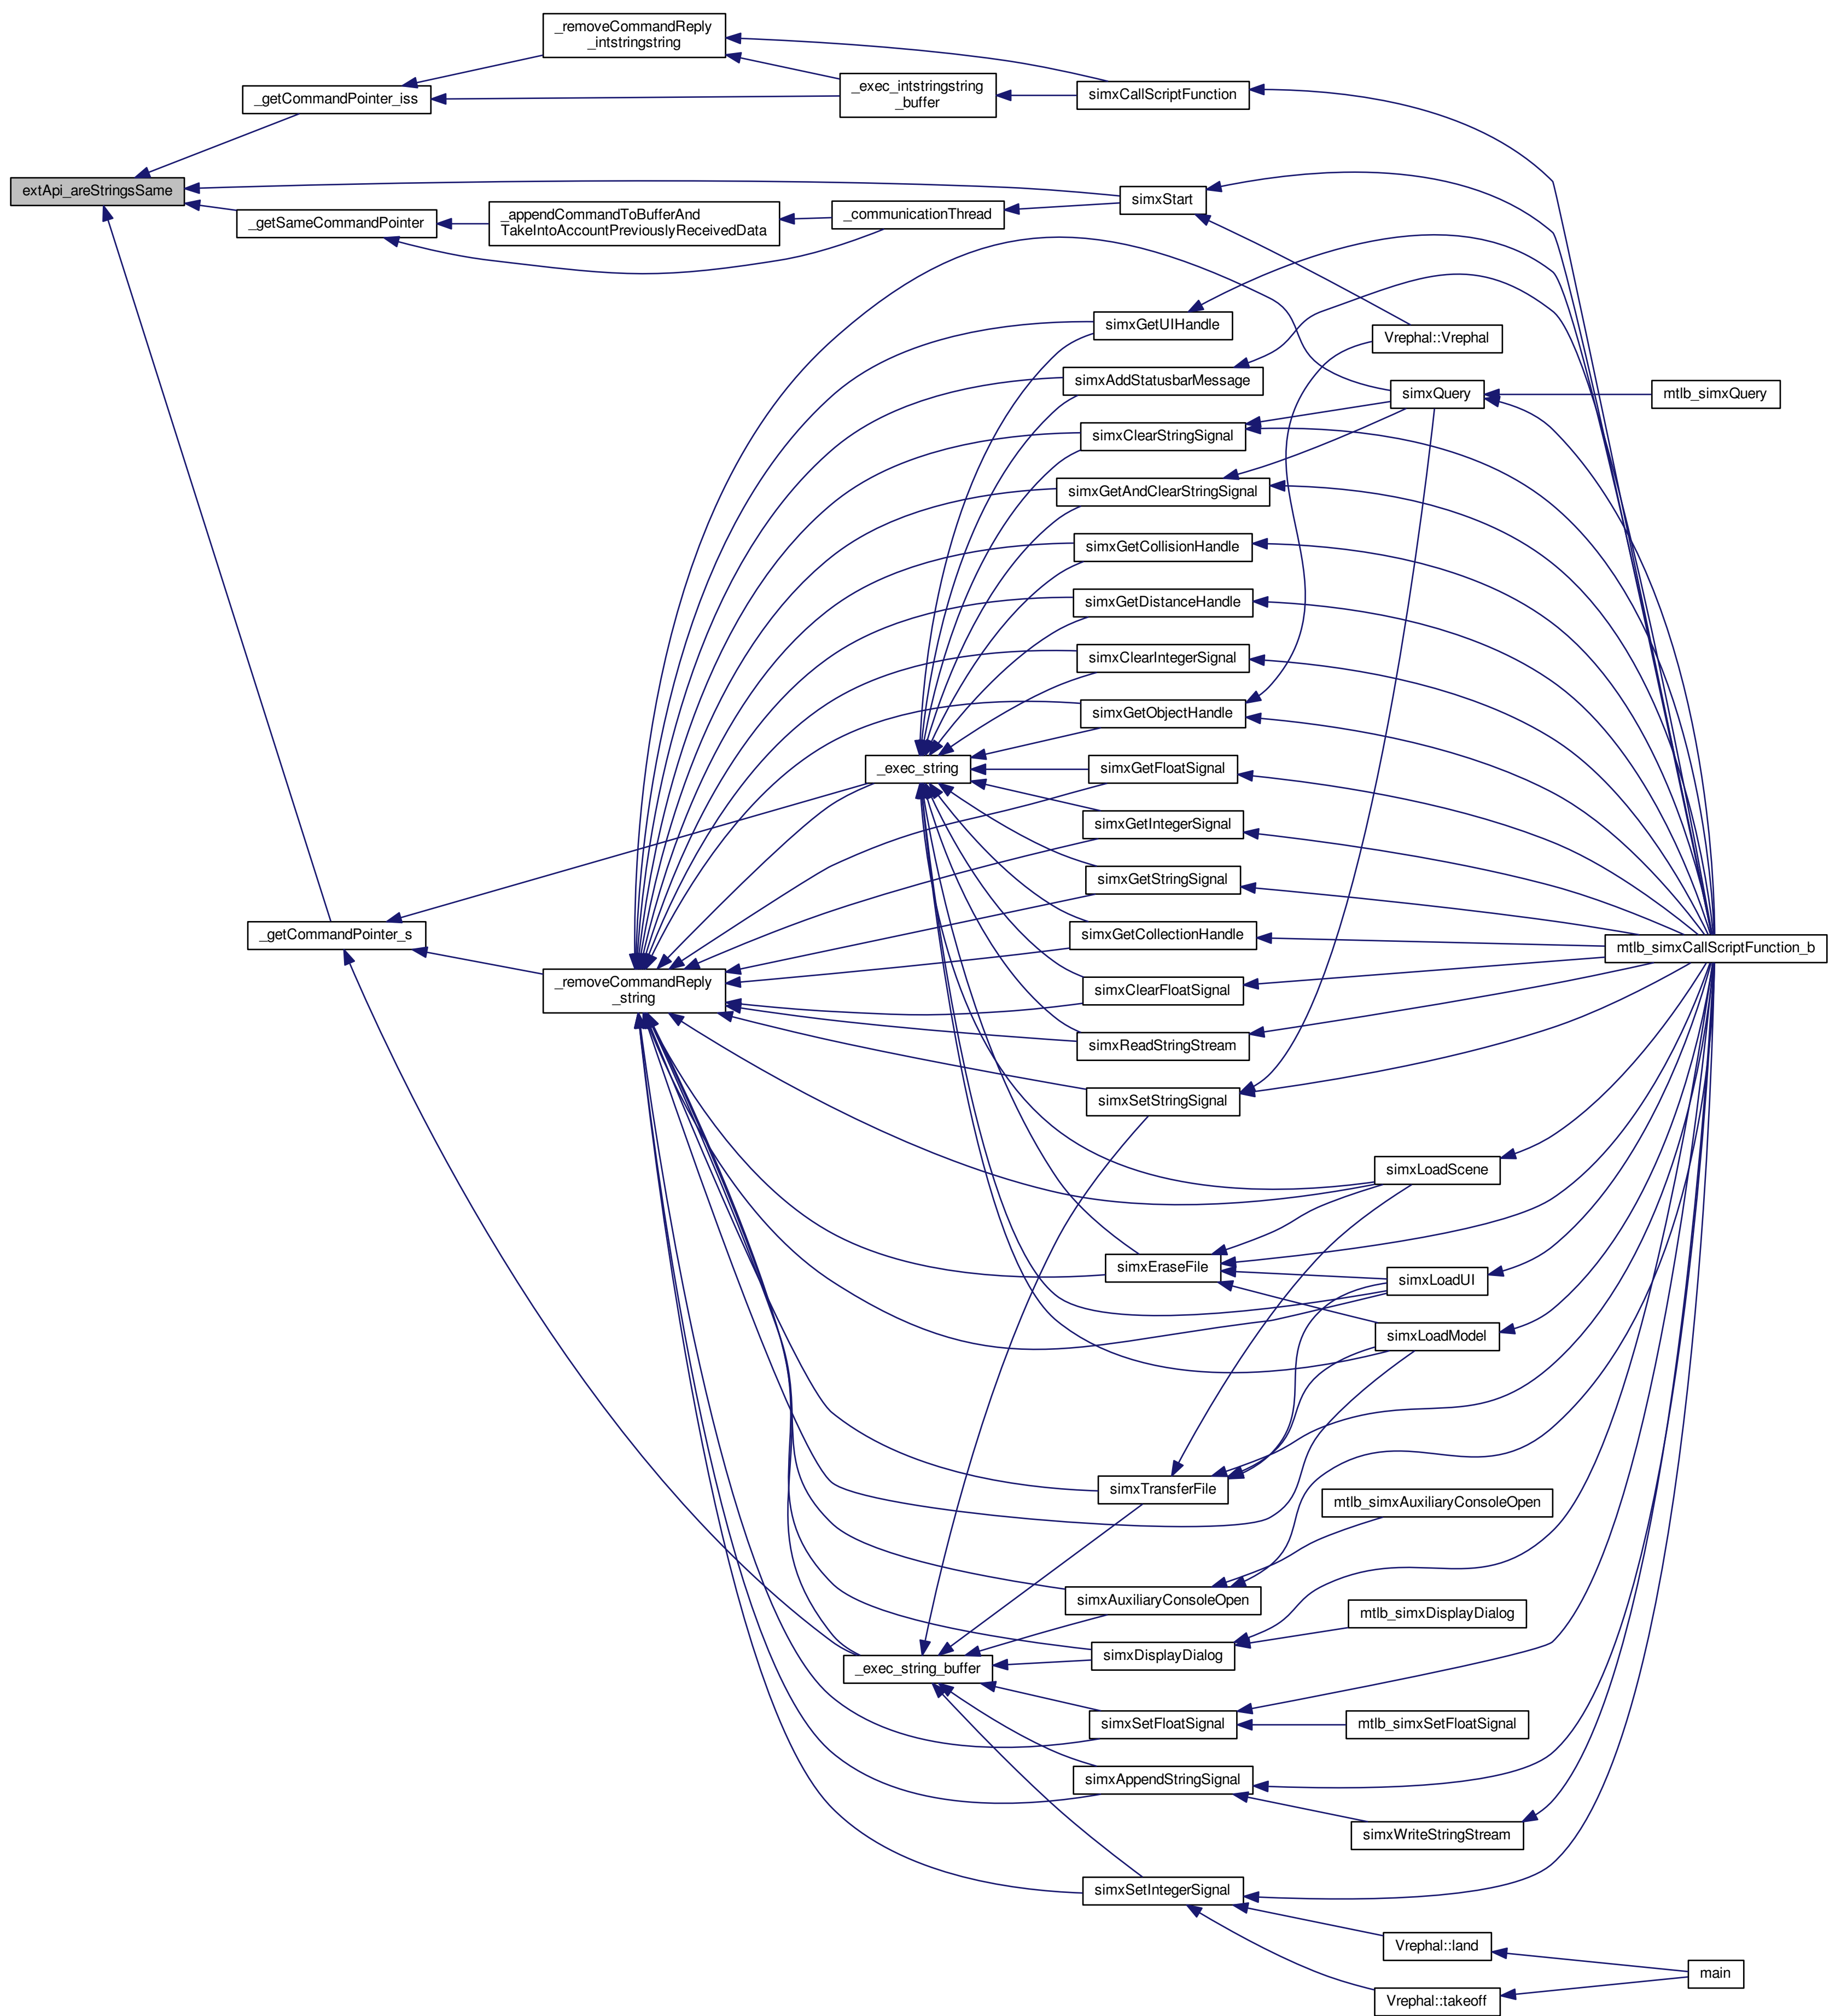 _removeCommandReply
_intstringstring
_getCommandPointer_iss
_exec_intstringstring
_buffer
simxCallScriptFunction
extApi_areStringsSame
simxStart
_getSameCommandPointer
_appendCommandToBufferAnd
TakeIntoAccountPreviouslyReceivedData
_communicationThread
simxGetUIHandle
Vrephal::Vrephal
simxAddStatusbarMessage
simxQuery
mtlb_simxQuery
simxClearStringSignal
simxGetAndClearStringSignal
simxGetCollisionHandle
simxGetDistanceHandle
simxClearIntegerSignal
simxGetObjectHandle
_exec_string
simxGetFloatSignal
simxGetIntegerSignal
simxGetStringSignal
_getCommandPointer_s
simxGetCollectionHandle
mtlb_simxCallScriptFunction_b
_removeCommandReply
_string
simxClearFloatSignal
simxReadStringStream
simxSetStringSignal
simxLoadScene
simxEraseFile
simxLoadUI
simxLoadModel
simxTransferFile
mtlb_simxAuxiliaryConsoleOpen
simxAuxiliaryConsoleOpen
mtlb_simxDisplayDialog
simxDisplayDialog
_exec_string_buffer
simxSetFloatSignal
mtlb_simxSetFloatSignal
simxAppendStringSignal
simxWriteStringStream
simxSetIntegerSignal
Vrephal::land
main
Vrephal::takeoff